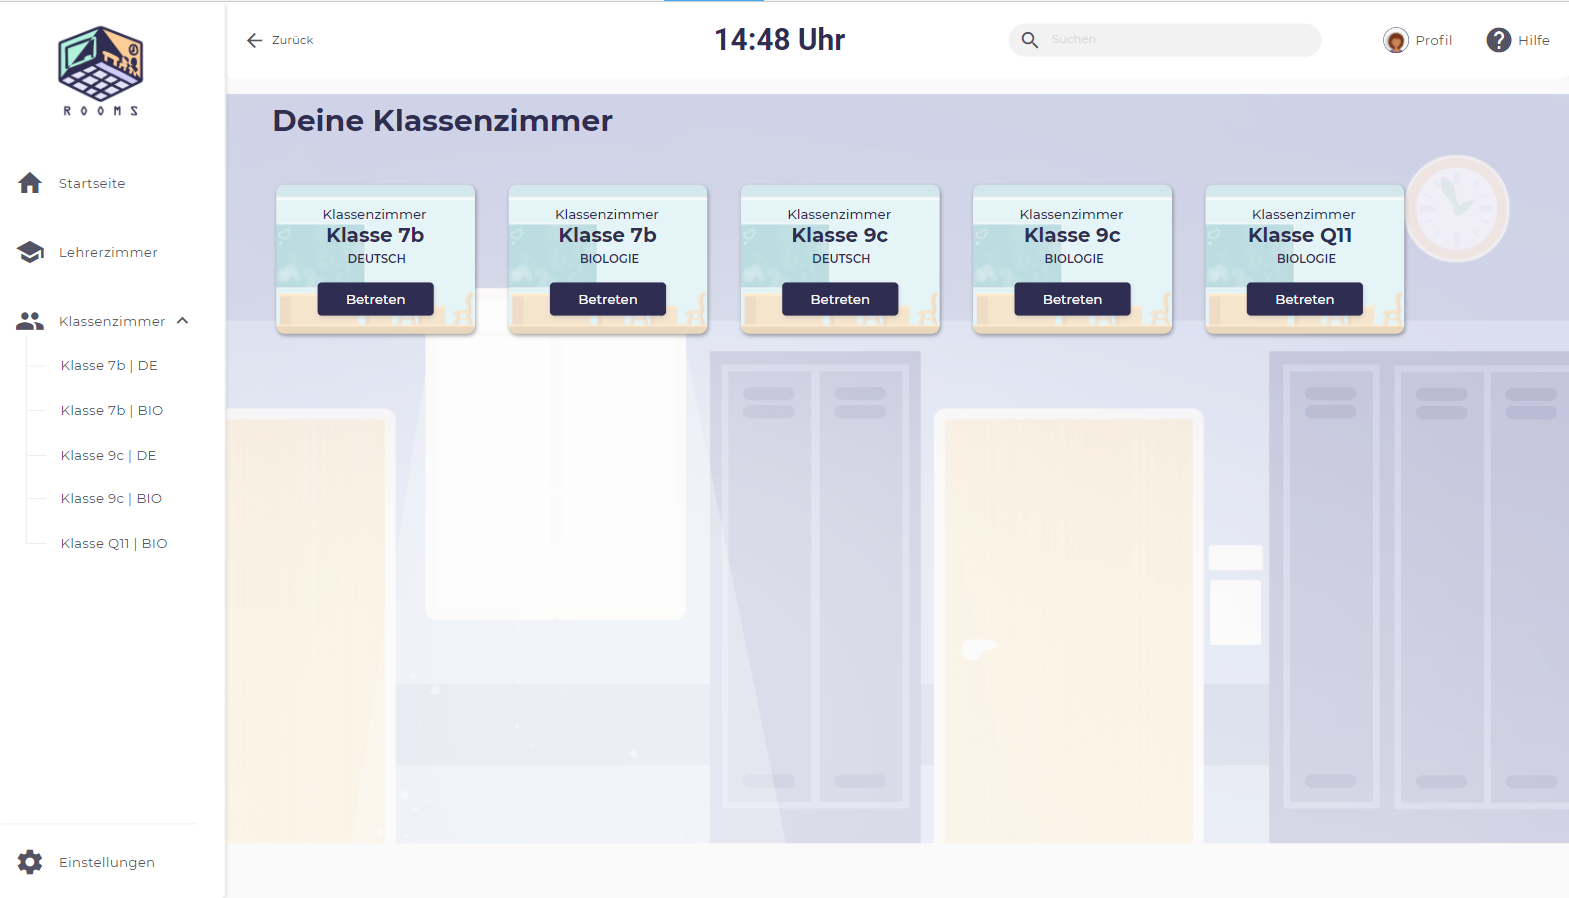 ROOMS
Zurück
14:48 Uhr
Suchen
Profil
Hilfe
Startseite
Lehrerzimmer
Klassenzimmer
Klasse 7b | DE
Klasse 7b | BIO
Klasse 9c | DE
Klasse 9c | BIO
Klasse Q11 | BIO
Einstellungen
Deine Klassenzimmer
Klassenzimmer
Klasse 7b
DEUTSCH
Betreten
Klassenzimmer
Klasse 7b
BIOLOGIE
Betreten
Klassenzimmer
Klasse 9c
DEUTSCH
Betreten
Klassenzimmer
Klasse 9c
BIOLOGIE
Betreten
Klassenzimmer
Klasse Q11
BIOLOGIE
Betreten